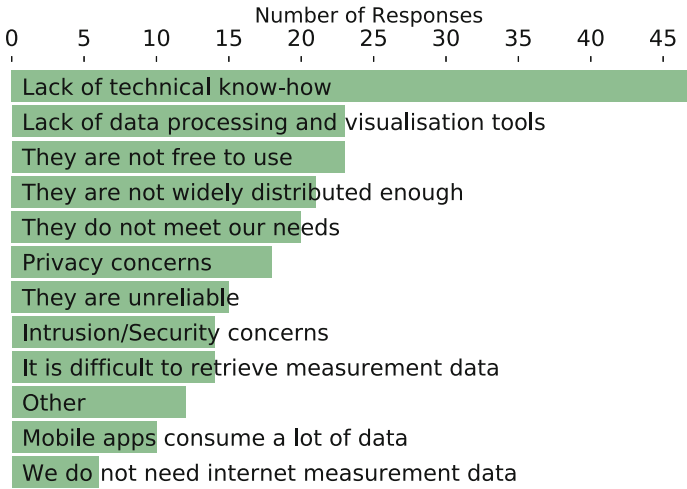 Number of Responses
0 5 10 15 20 25 30 35 40 45
Lack of technical know-how
Lack of data processing and visualisation tools
They are not free to use
They are not widely distributed enough
They do not meet our needs
Privacy concerns
They are unreliable
Intrusion/Security concerns
It is difficult to retrieve measurement data
Other
Mobile apps consume a lot of data
We do not need internet measurement data